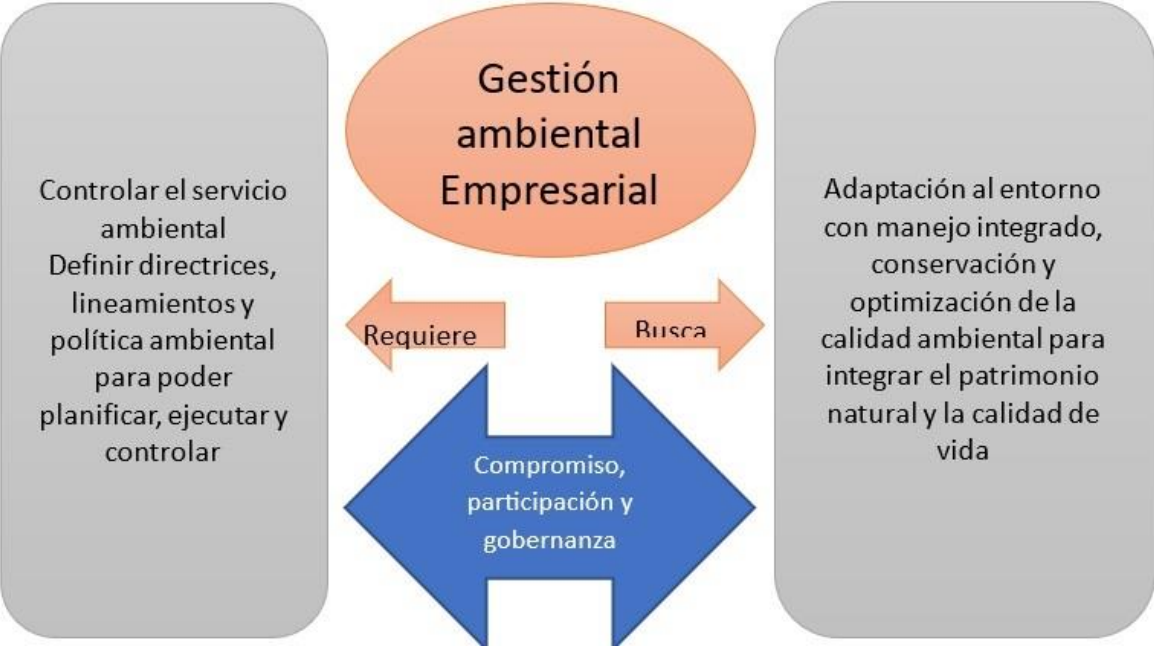 Gestión
ambiental
Empresarial
Controlar el servicio
ambiental
Definir directrices,
lineamientos y
política ambiental
para poder
planificar, ejecutar y
controlar
Requiere
Busca
Adaptación al entorno
con manejo integrado,
conservación y
optimización de la
calidad ambiental para
integrar el patrimonio
natural y la calidad de
vida
Compromiso,
participación y
gobernanza